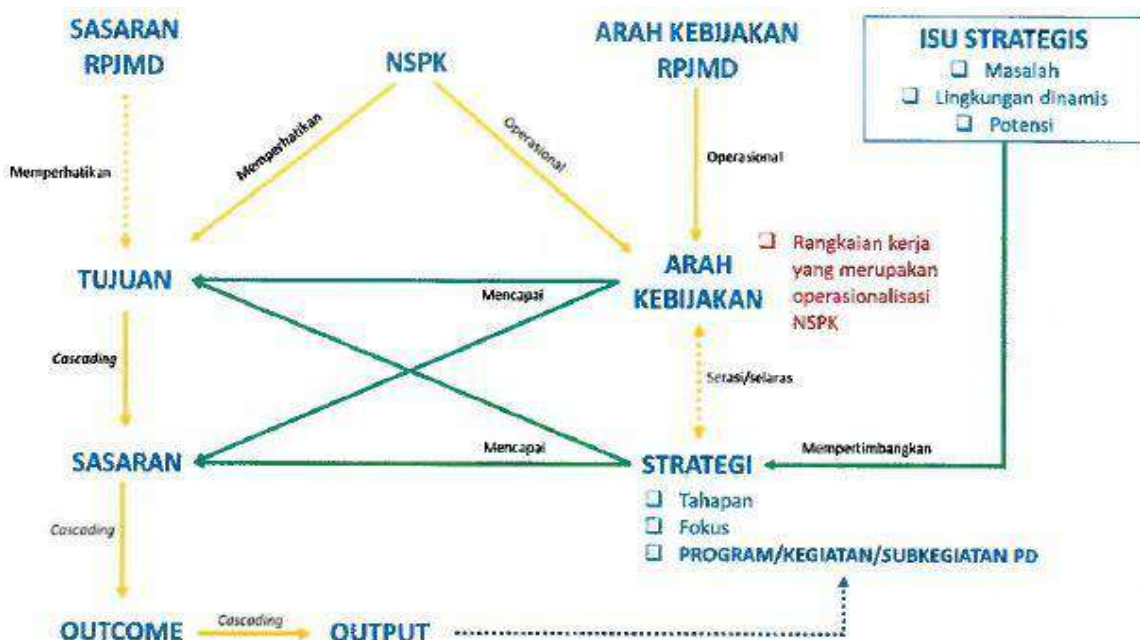 SASARAN
RPJMD
NSPK
ARAH KEBIJAKAN
RPJMD
ISU STRATEGIS
Masalah
Lingkungan dinamis
Potensi
Memperhatikan
Memperhatikan
Operasional
Operasional
TUJUAN
Mencapai
ARAH
KEBIJAKAN
Rangkaian kerja
yang merupakan
operasionalisasi
NSPK
Cascading
Serasi/selaras
SASARAN
Mencapai
STRATEGI
Mempertimbangkan
Tahapan
Fokus
PROGRAM/KEGIATAN/SUBKEGIATAN PD
Cascading
OUTCOME
Cascading
OUTPUT